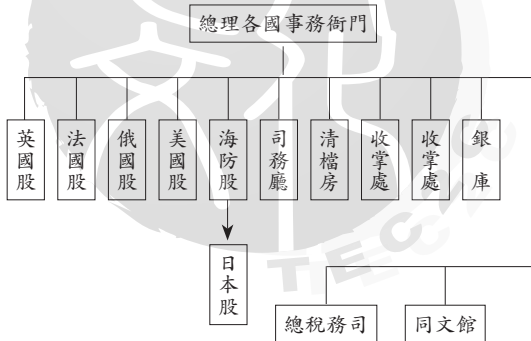 總理各國事務衙門
英國股
法國股
俄國股
美國股
海防股
司務廳
清檔房
收掌處
收掌處
銀庫
日本股
總稅務司
同文館
TEC